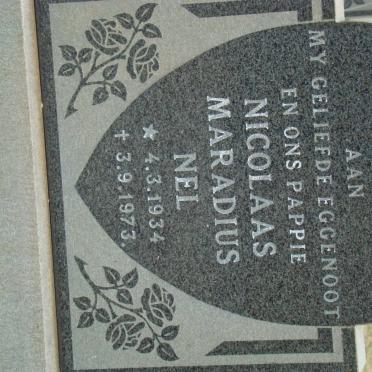 AAN
MY GELIEFDE EGGENOOT
EN ONS PAPPIE
NICOLAAS
MARADIUS
NEL
★ 4.3.1934
✝ 3.9.1973.